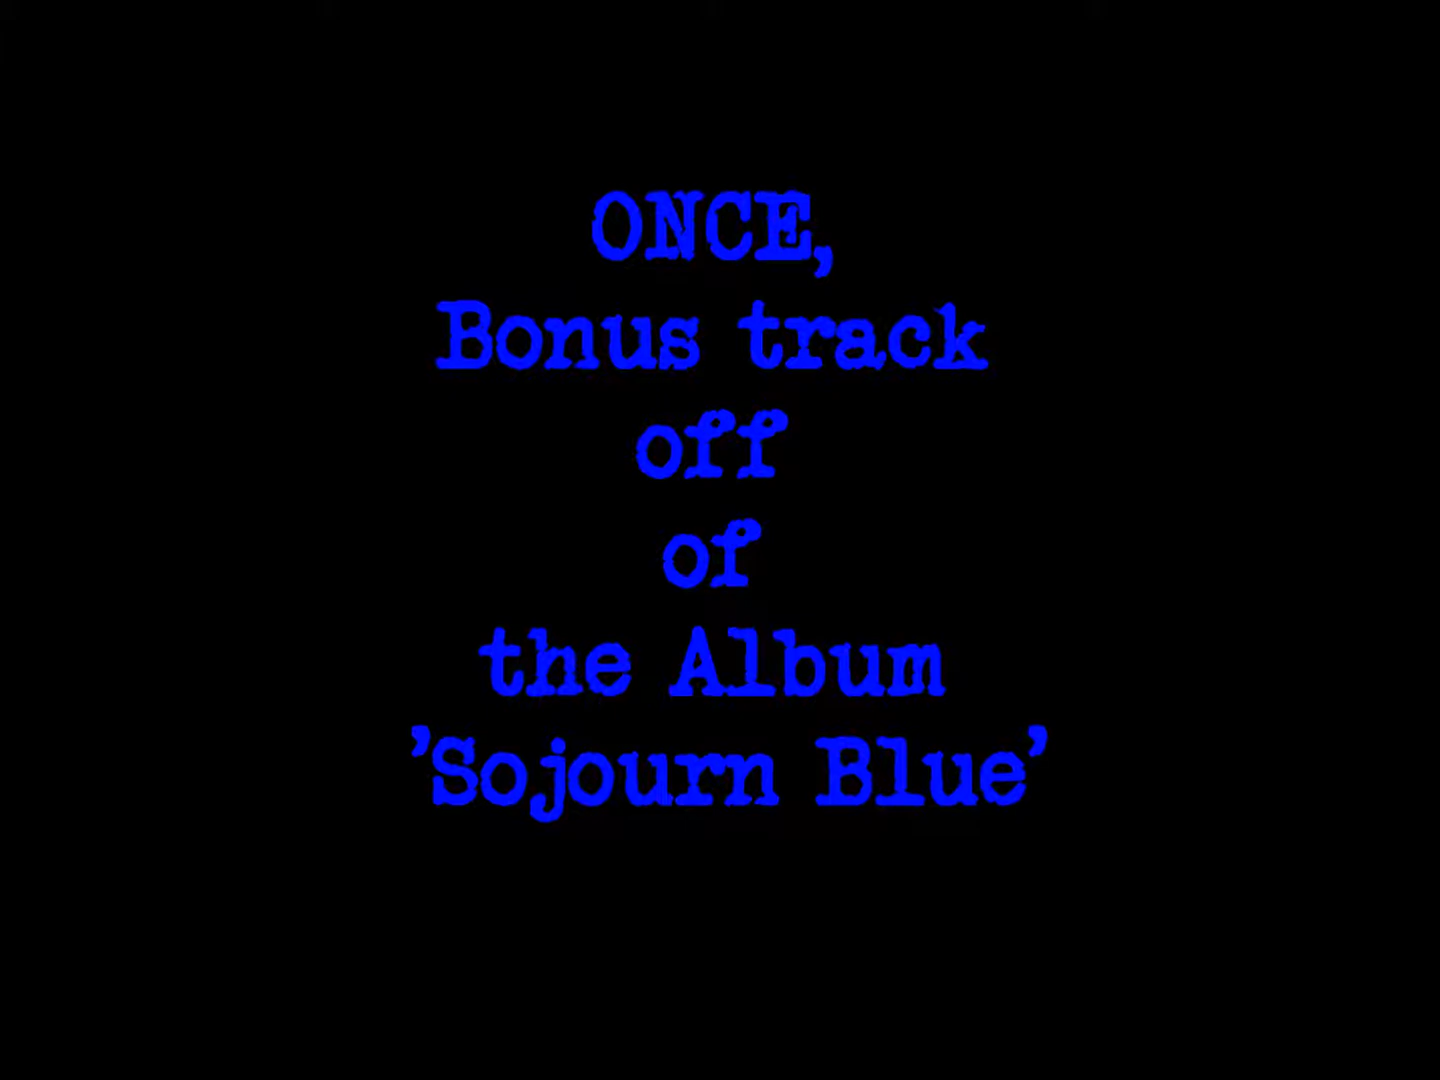 ONCE,
Bonus track
off
of
the Album
’Sojourn Blue’